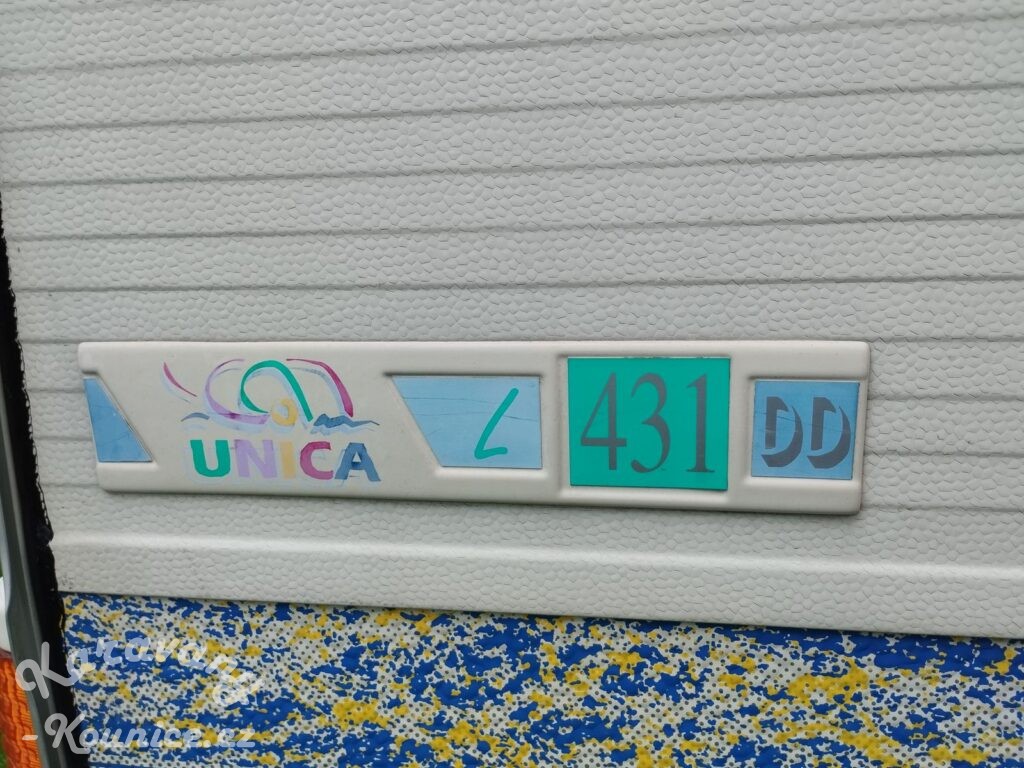 UNICA L 431 DD
Karavany
-Kounice.cz